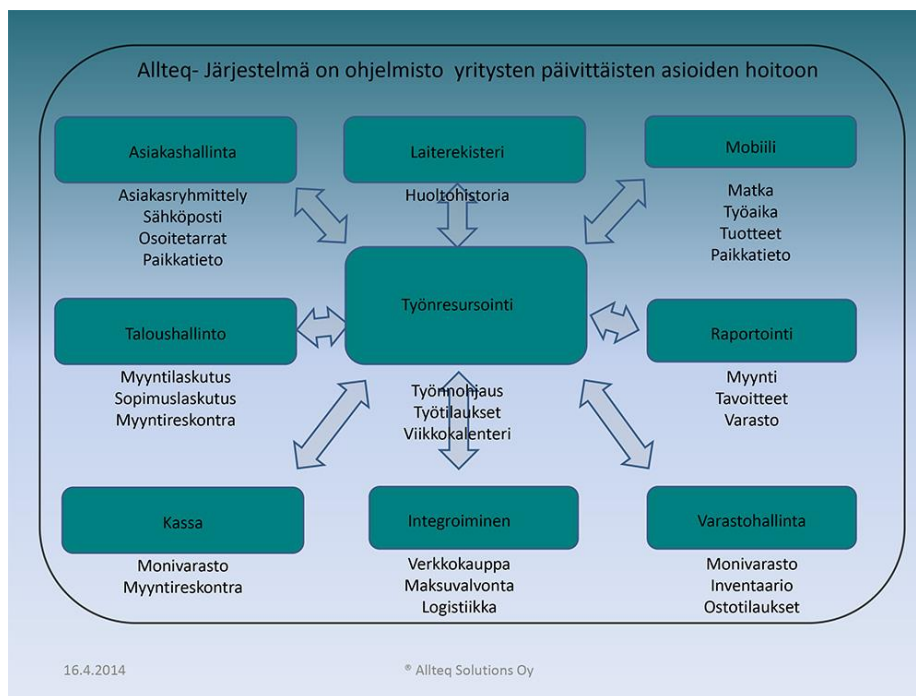 Allteq- Järjestelmä on ohjelmisto yritysten päivittäisten asioiden hoitoon
Asiakashallinta
Asiakasryhmittely
Sähköposti
Osoitetarrat
Paikkatieto
Laiterekisteri
Huoltohistoria
Mobiili
Matka
Työaika
Tuotteet
Paikkatieto
Taloushallinto
Myyntilaskutus
Sopimuslaskutus
Myyntireskontra
Työnresursointi
Työnnohjaus
Työtilaukset
Viikkokalenteri
Raportointi
Myynti
Tavoitteet
Varasto
Kassa
Monivarasto
Myyntireskontra
Integroiminen
Verkkokauppa
Maksuvalvonta
Logistiikka
Varastohallinta
Monivarasto
Inventaario
Ostotilaukset
16.4.2014
® Allteq Solutions Oy